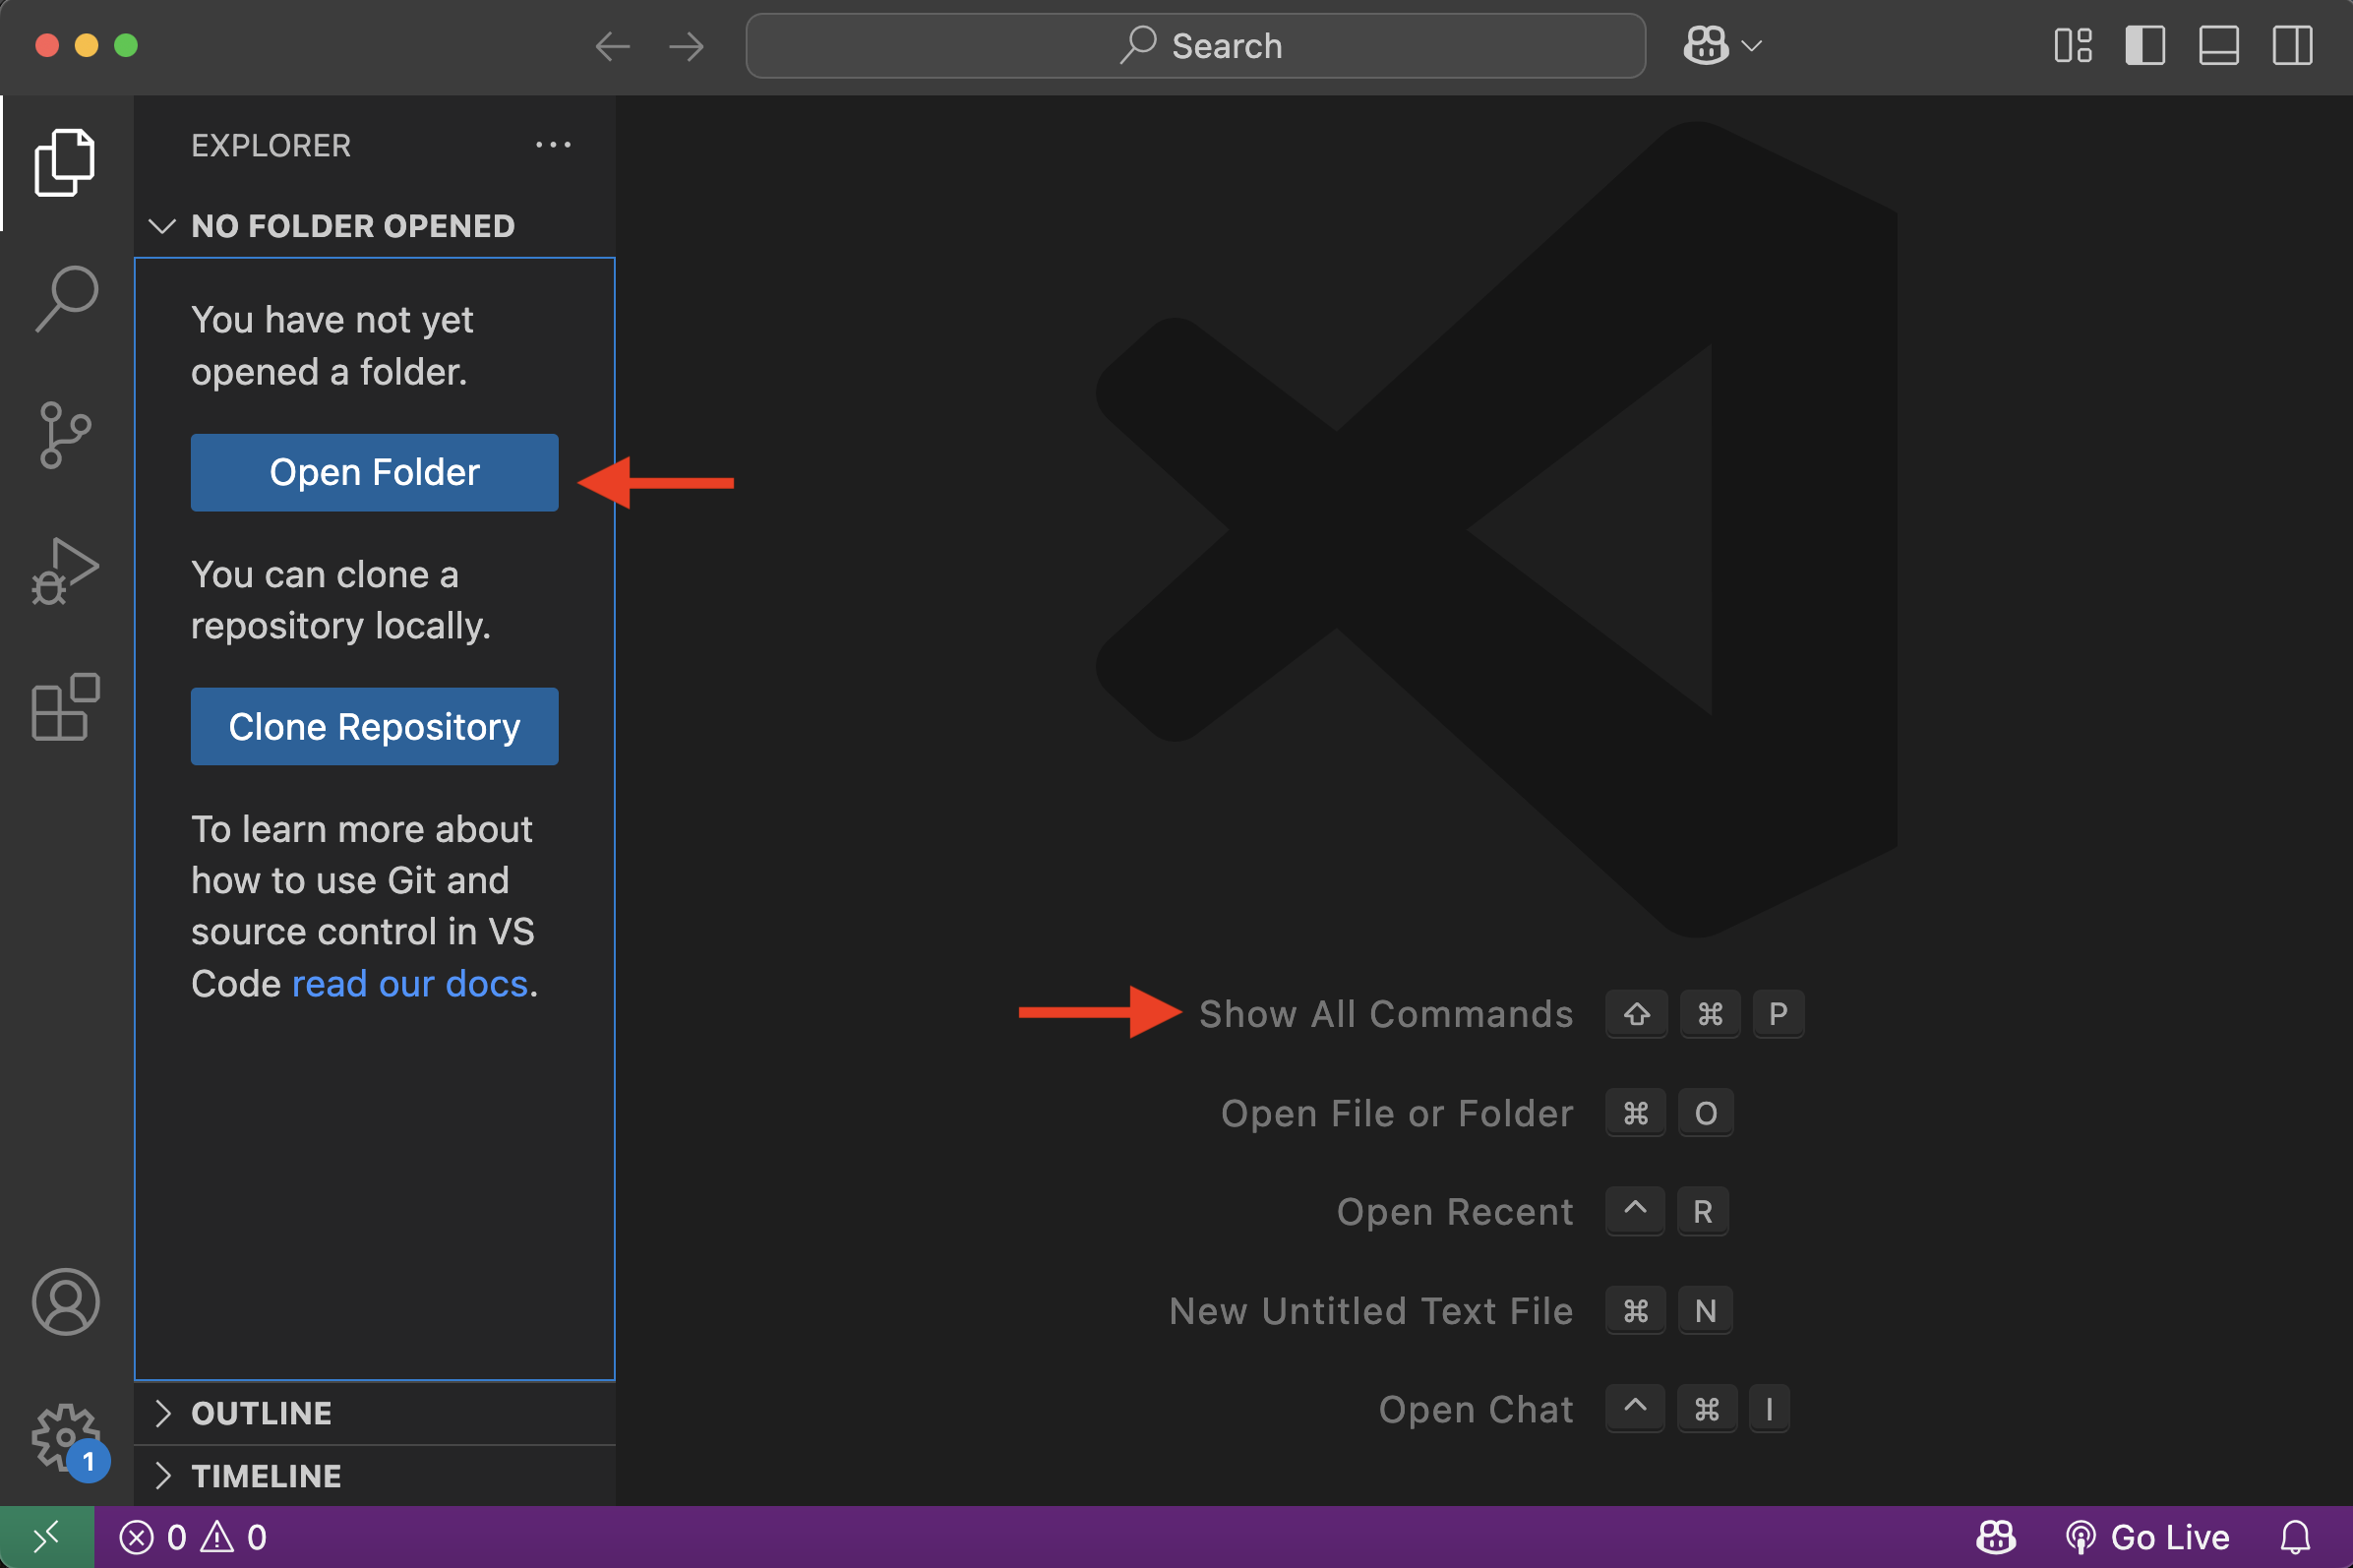 Search
EXPLORER
NO FOLDER OPENED
You have not yet
opened a folder.
Open Folder
You can clone a
repository locally.
Clone Repository
To learn more about
how to use Git and
source control in VS
Code read our docs.
OUTLINE
TIMELINE
Show All Commands ⇧ ⌘ P
Open File or Folder ⌘ O
Open Recent ^ R
New Untitled Text File ⌘ N
Open Chat ^ ⌘ I
1
0 0
Go Live